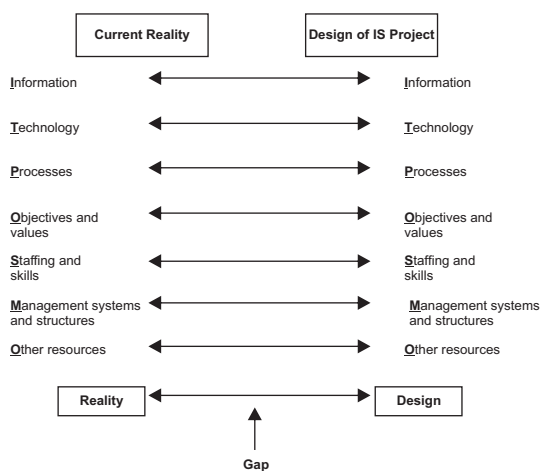 Current Reality
Design of IS Project
Information
Information
Technology
Technology
Processes
Processes
Objectives and
values
Objectives and
values
Staffing and
skills
Staffing and
skills
Management systems
and structures
Management systems
and structures
Other resources
Other resources
Reality
Design
Gap